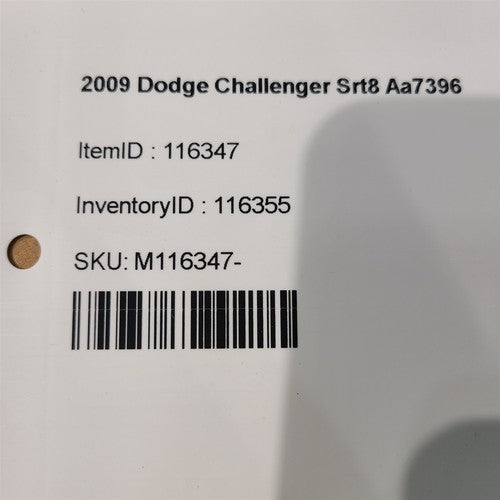 2009 Dodge Challenger Srt8 Aa7396
ItemID : 116347
InventoryID : 116355
SKU: M116347-